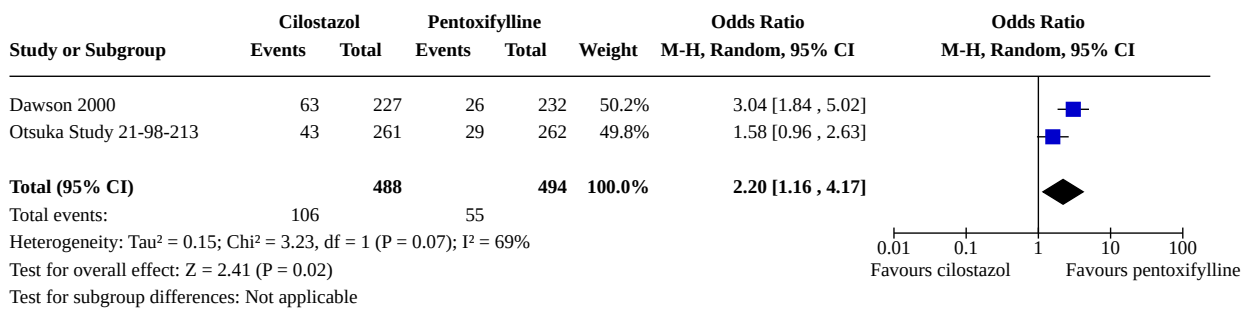 Cilostazol Pentoxifylline Odds Ratio Odds Ratio
Study or Subgroup Events Total Events Total Weight M-H, Random, 95% CI M-H, Random, 95% CI
Dawson 2000 63 227 26 232 50.2% 3.04 [1.84 , 5.02]
Otsuka Study 21-98-213 43 261 29 262 49.8% 1.58 [0.96 , 2.63]
Total (95% CI) 488 494 100.0% 2.20 [1.16 , 4.17]
Total events: 106 55
Heterogeneity: Tau² = 0.15; Chi² = 3.23, df = 1 (P = 0.07); I² = 69%
0.01 0.1 1 10 100
Test for overall effect: Z = 2.41 (P = 0.02) Favours cilostazol Favours pentoxifylline
Test for subgroup differences: Not applicable